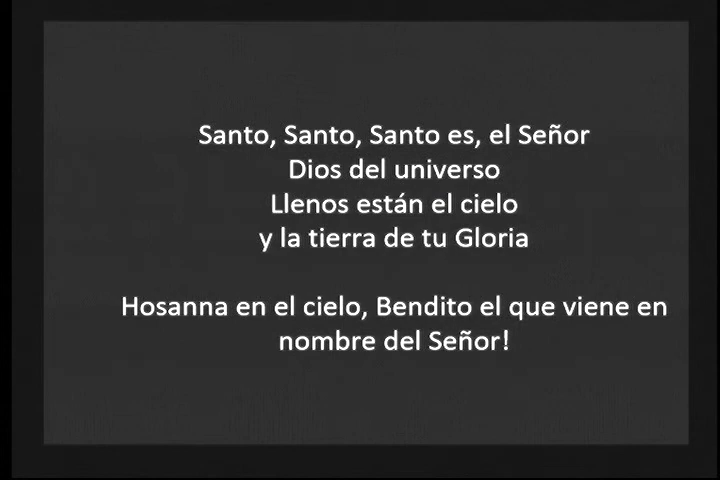 Santo, Santo, Santo es, el Señor
Dios del universo
Llenos están el cielo
y la tierra de tu Gloria
Hosanna en el cielo, Bendito el que viene en
nombre del Señor!